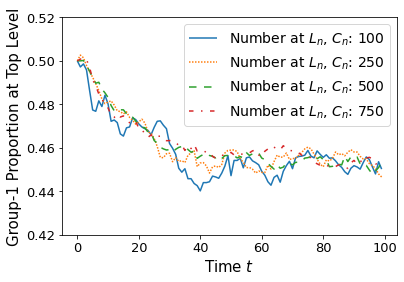 Group-1 Proportion at Top Level
0.52
0.50
0.48
0.46
0.44
0.42
Number at Lₙ, Cₙ: 100
Number at Lₙ, Cₙ: 250
Number at Lₙ, Cₙ: 500
Number at Lₙ, Cₙ: 750
0 20 40 60 80 100
Time t